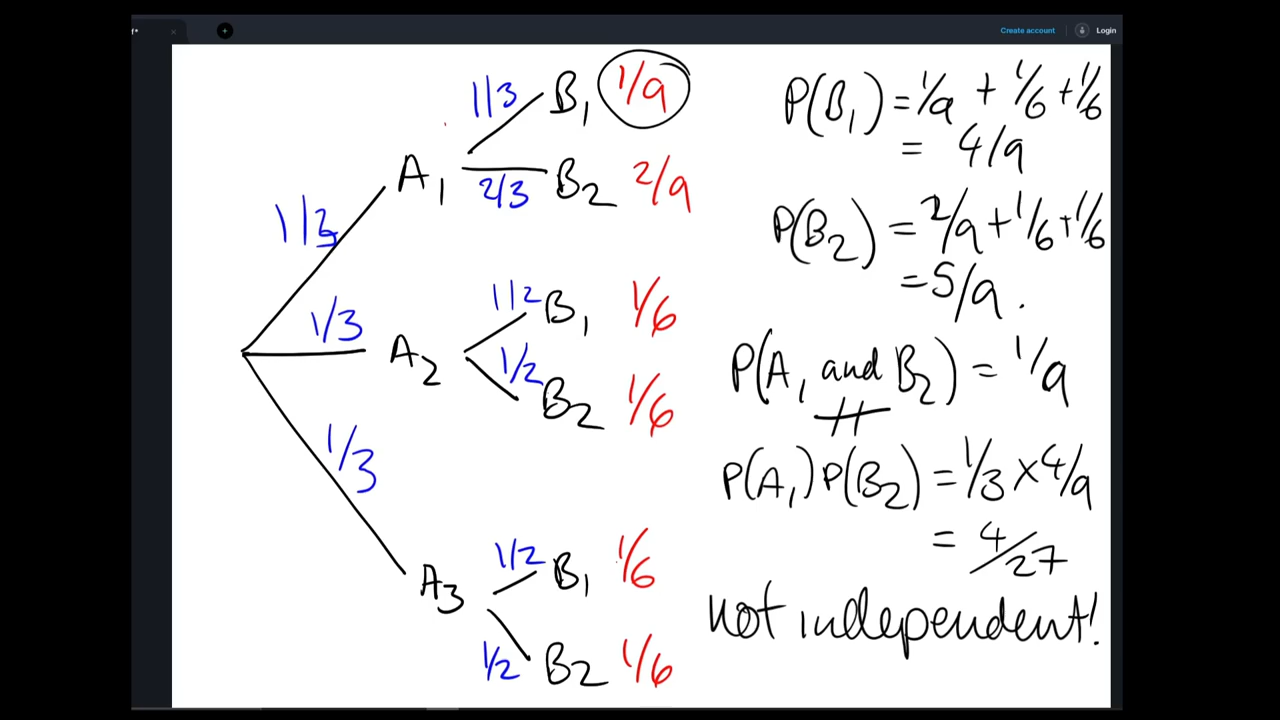 Create account
Login
1/3 B1 1/9
A1
2/3 B2 2/9
1/3
1/2 B1 1/6
1/3 A2
1/2 B2 1/6
1/3
1/2 B1 1/6
A3
1/2 B2 1/6
P(B1) = 1/9 + 1/6 + 1/6
= 4/9
P(B2) = 2/9 + 1/6 + 1/6
= 5/9.
P(A1 and B2) = 1/9
P(A1)P(B2) = 1/3 × 4/9
= 4/27
not independent!